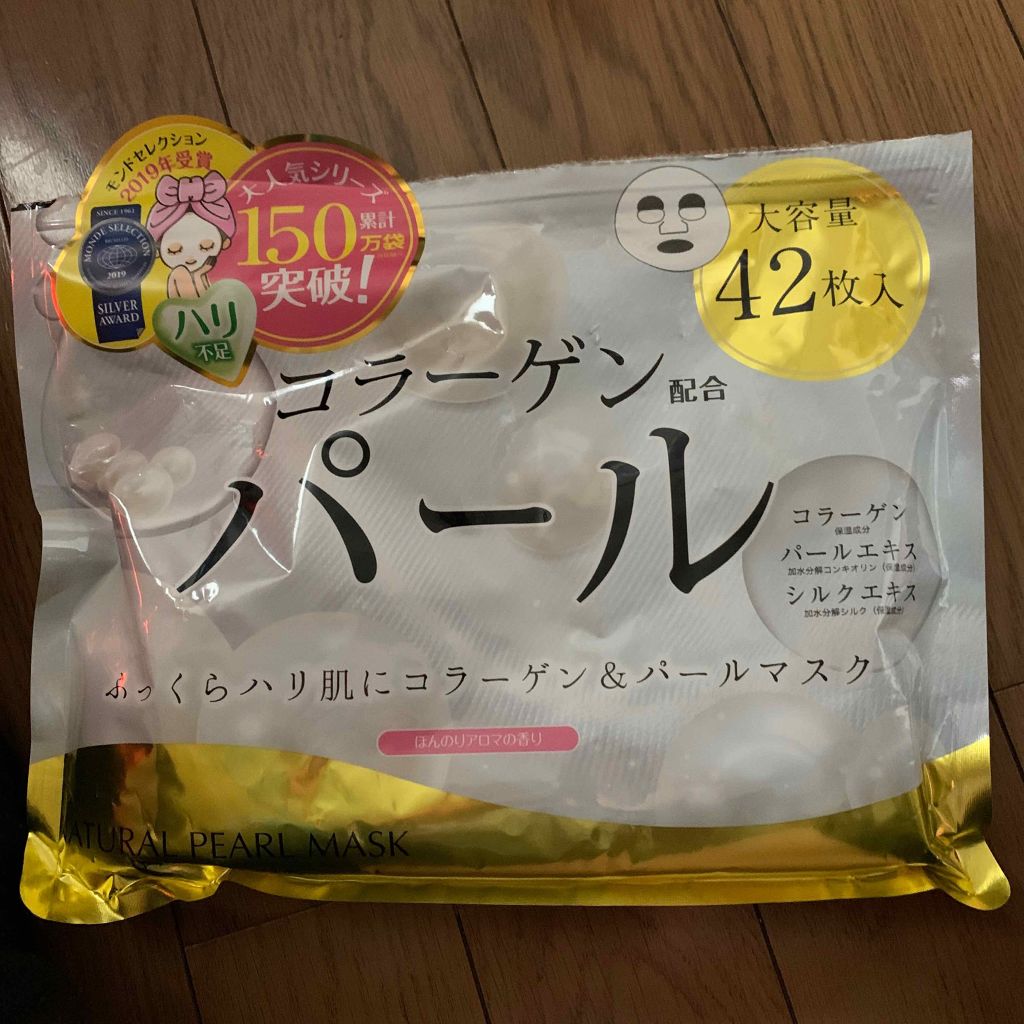 モンドセレクション
2019年受賞
SINCE 1961
MONDE SELECTION
2019
SILVER
AWARD
大人気シリーズ
累計
150万袋
突破!
ハリ
不足
大容量
42枚入
コラーゲン配合
パール
コラーゲン
保湿成分
パールエキス
加水分解コンキオリン(保湿成分)
シルクエキス
加水分解シルク(保湿成分)
ふっくらハリ肌にコラーゲン&パールマスク
ほんのりアロマの香り
NATURAL PEARL MASK